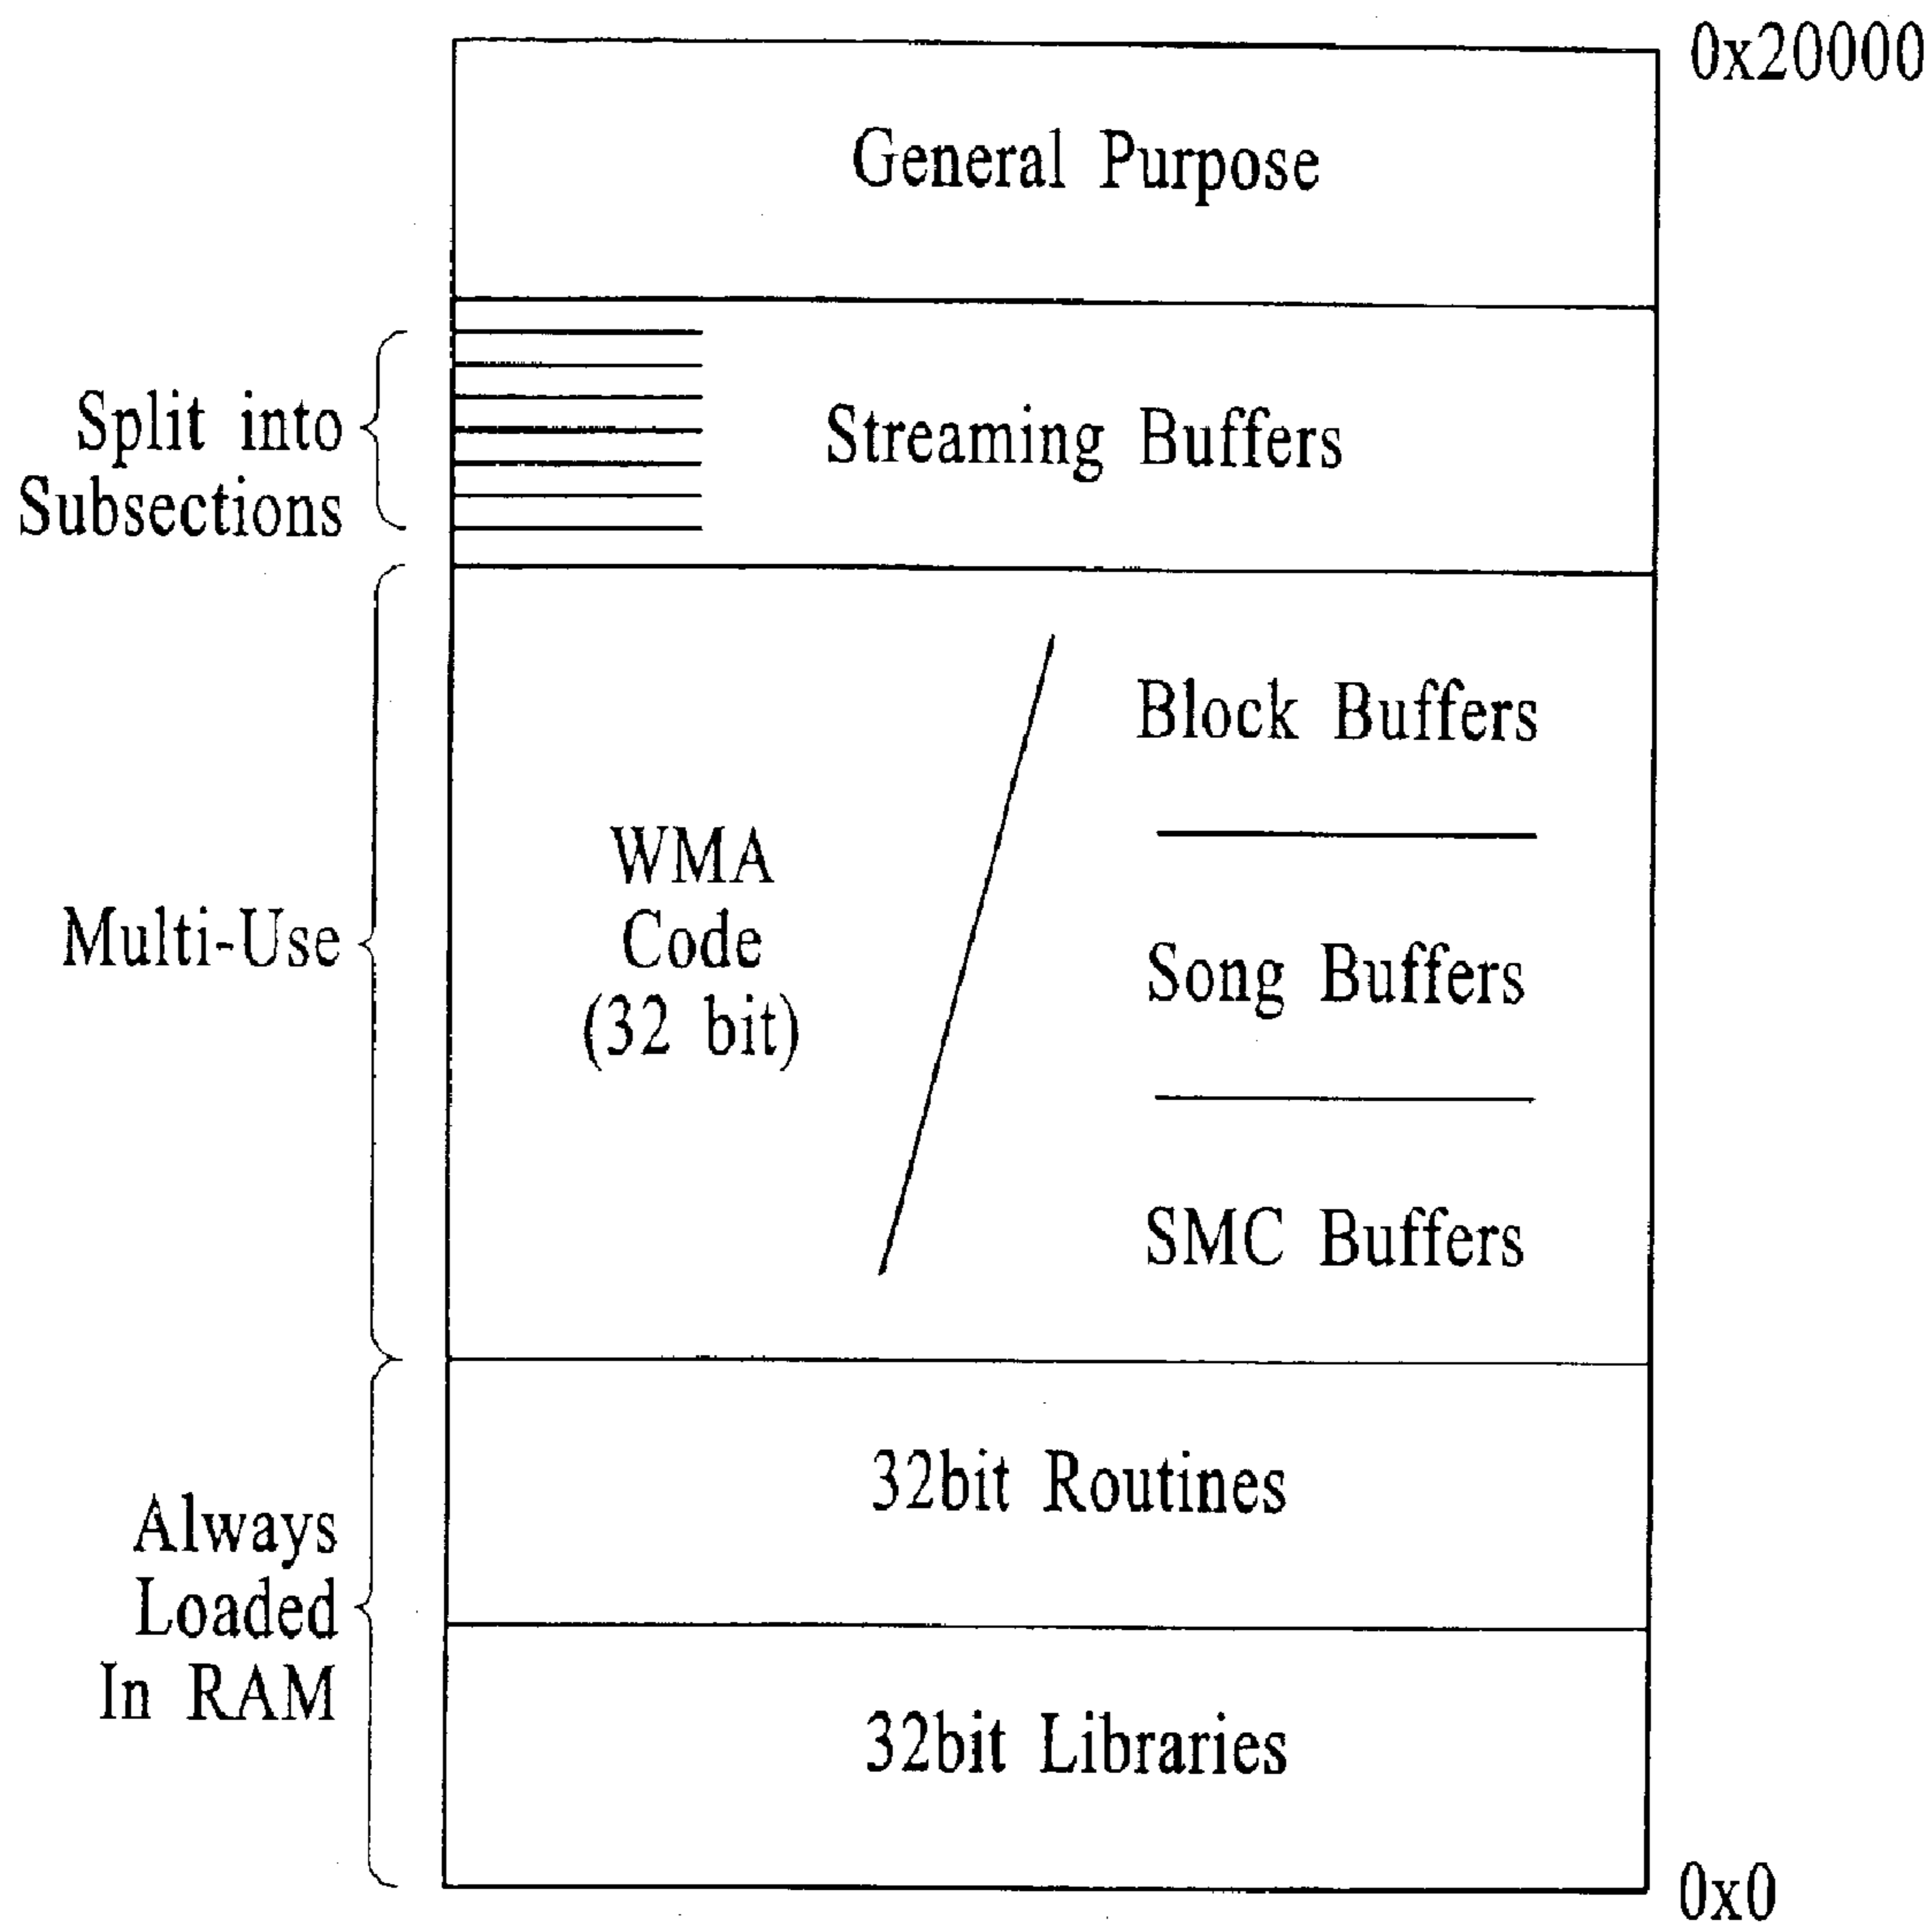 0x20000
General Purpose
Split into
Subsections
Streaming Buffers
Multi-Use
WMA
Code
(32 bit)
Block Buffers
Song Buffers
SMC Buffers
Always
Loaded
In RAM
32bit Routines
32bit Libraries
0x0